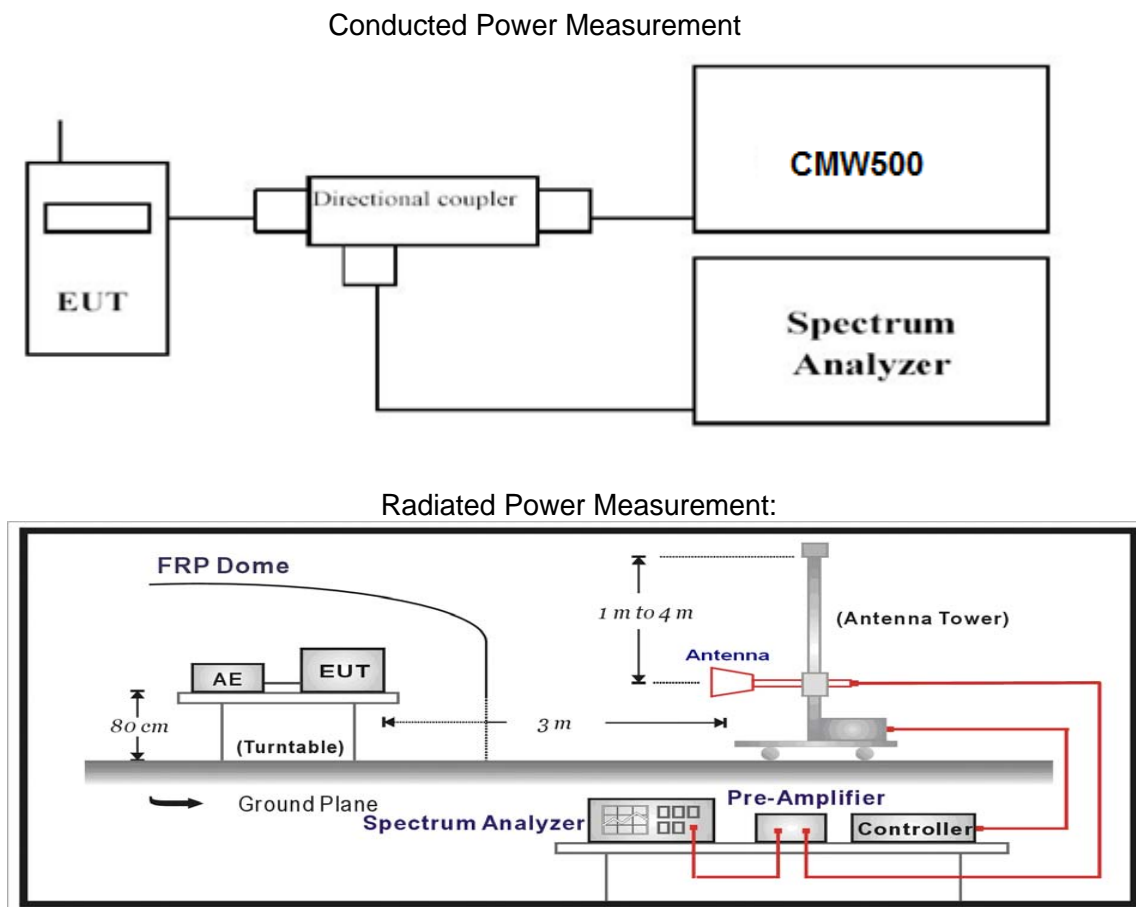 Conducted Power Measurement
CMW500
Directional coupler
EUT
Spectrum
Analyzer
Radiated Power Measurement:
FRP Dome
1 m to 4 m
(Antenna Tower)
Antenna
AE
EUT
80 cm
3 m
(Turntable)
Ground Plane
Pre-Amplifier
Spectrum Analyzer
Controller